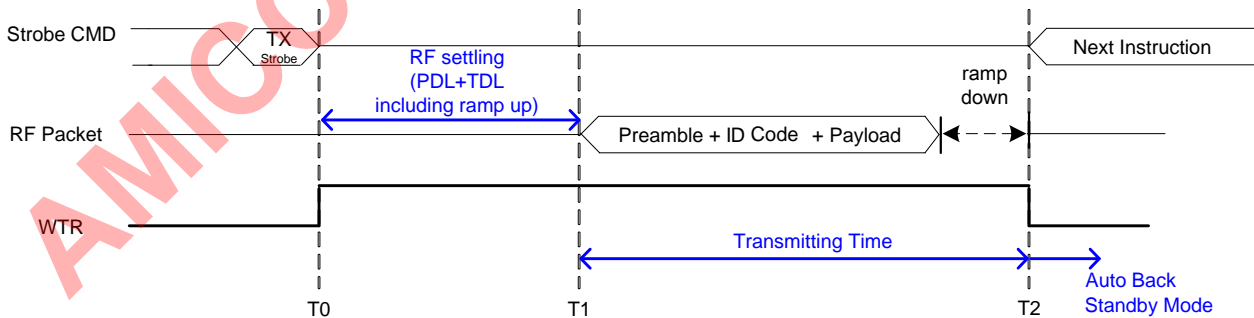 Strobe CMD
TX
Strobe
Next Instruction
RF settling
(PDL+TDL
including ramp up)
ramp
down
RF Packet
Preamble + ID Code + Payload
WTR
Transmitting Time
Auto Back
Standby Mode
T0
T1
T2
AMICCO